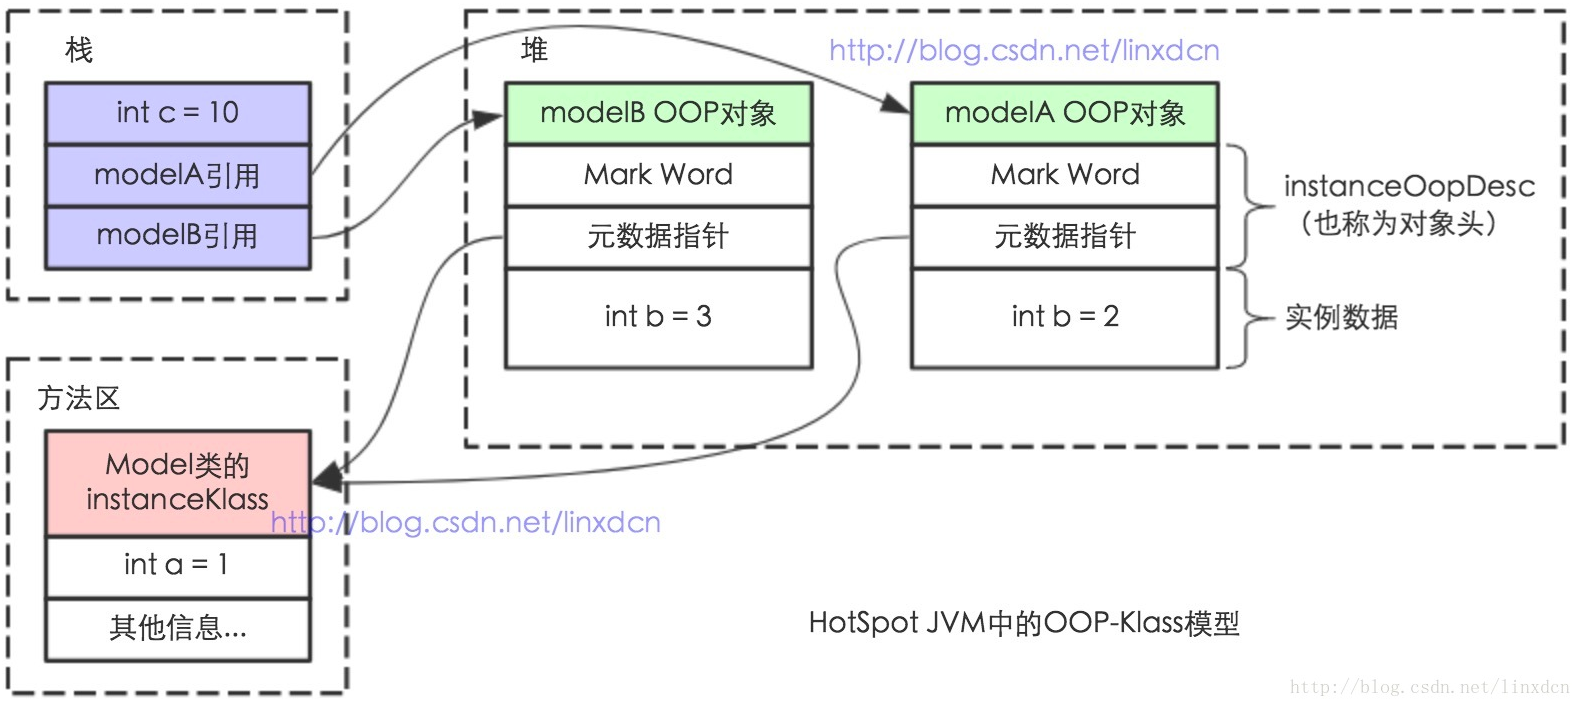 栈
int c = 10
modelA引用
modelB引用
堆
http://blog.csdn.net/linxdcn
modelB OOP对象
Mark Word
元数据指针
int b = 3
modelA OOP对象
Mark Word
元数据指针
int b = 2
instanceOopDesc
（也称为对象头）
实例数据
方法区
Model类的
instanceKlass
http://blog.csdn.net/linxdcn
int a = 1
其他信息...
HotSpot JVM中的OOP-Klass模型
http://blog.csdn.net/linxdcn